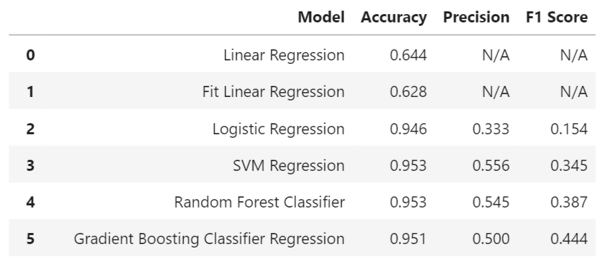 Model Accuracy Precision F1 Score
0 Linear Regression 0.644 N/A N/A
1 Fit Linear Regression 0.628 N/A N/A
2 Logistic Regression 0.946 0.333 0.154
3 SVM Regression 0.953 0.556 0.345
4 Random Forest Classifier 0.953 0.545 0.387
5 Gradient Boosting Classifier Regression 0.951 0.500 0.444